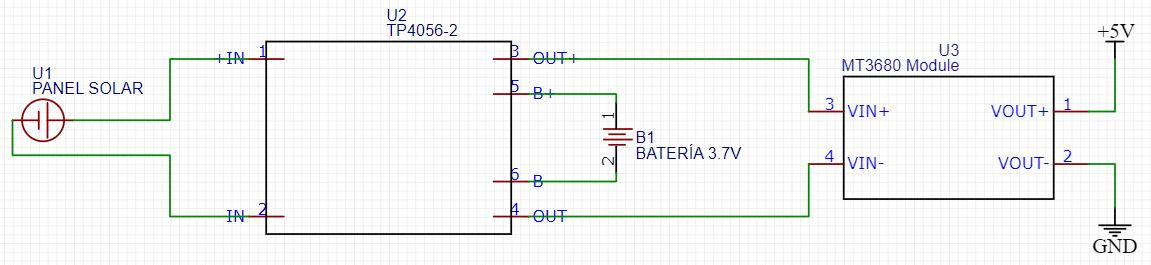 U1
PANEL SOLAR
U2
TP4056-2
+IN
1
IN
2
3
OUT+
5
B+
6
B
4
OUT
1
2
B1
BATERÍA 3.7V
U3
MT3680 Module
3
VIN+
4
VIN-
VOUT+
1
VOUT-
2
+5V
GND